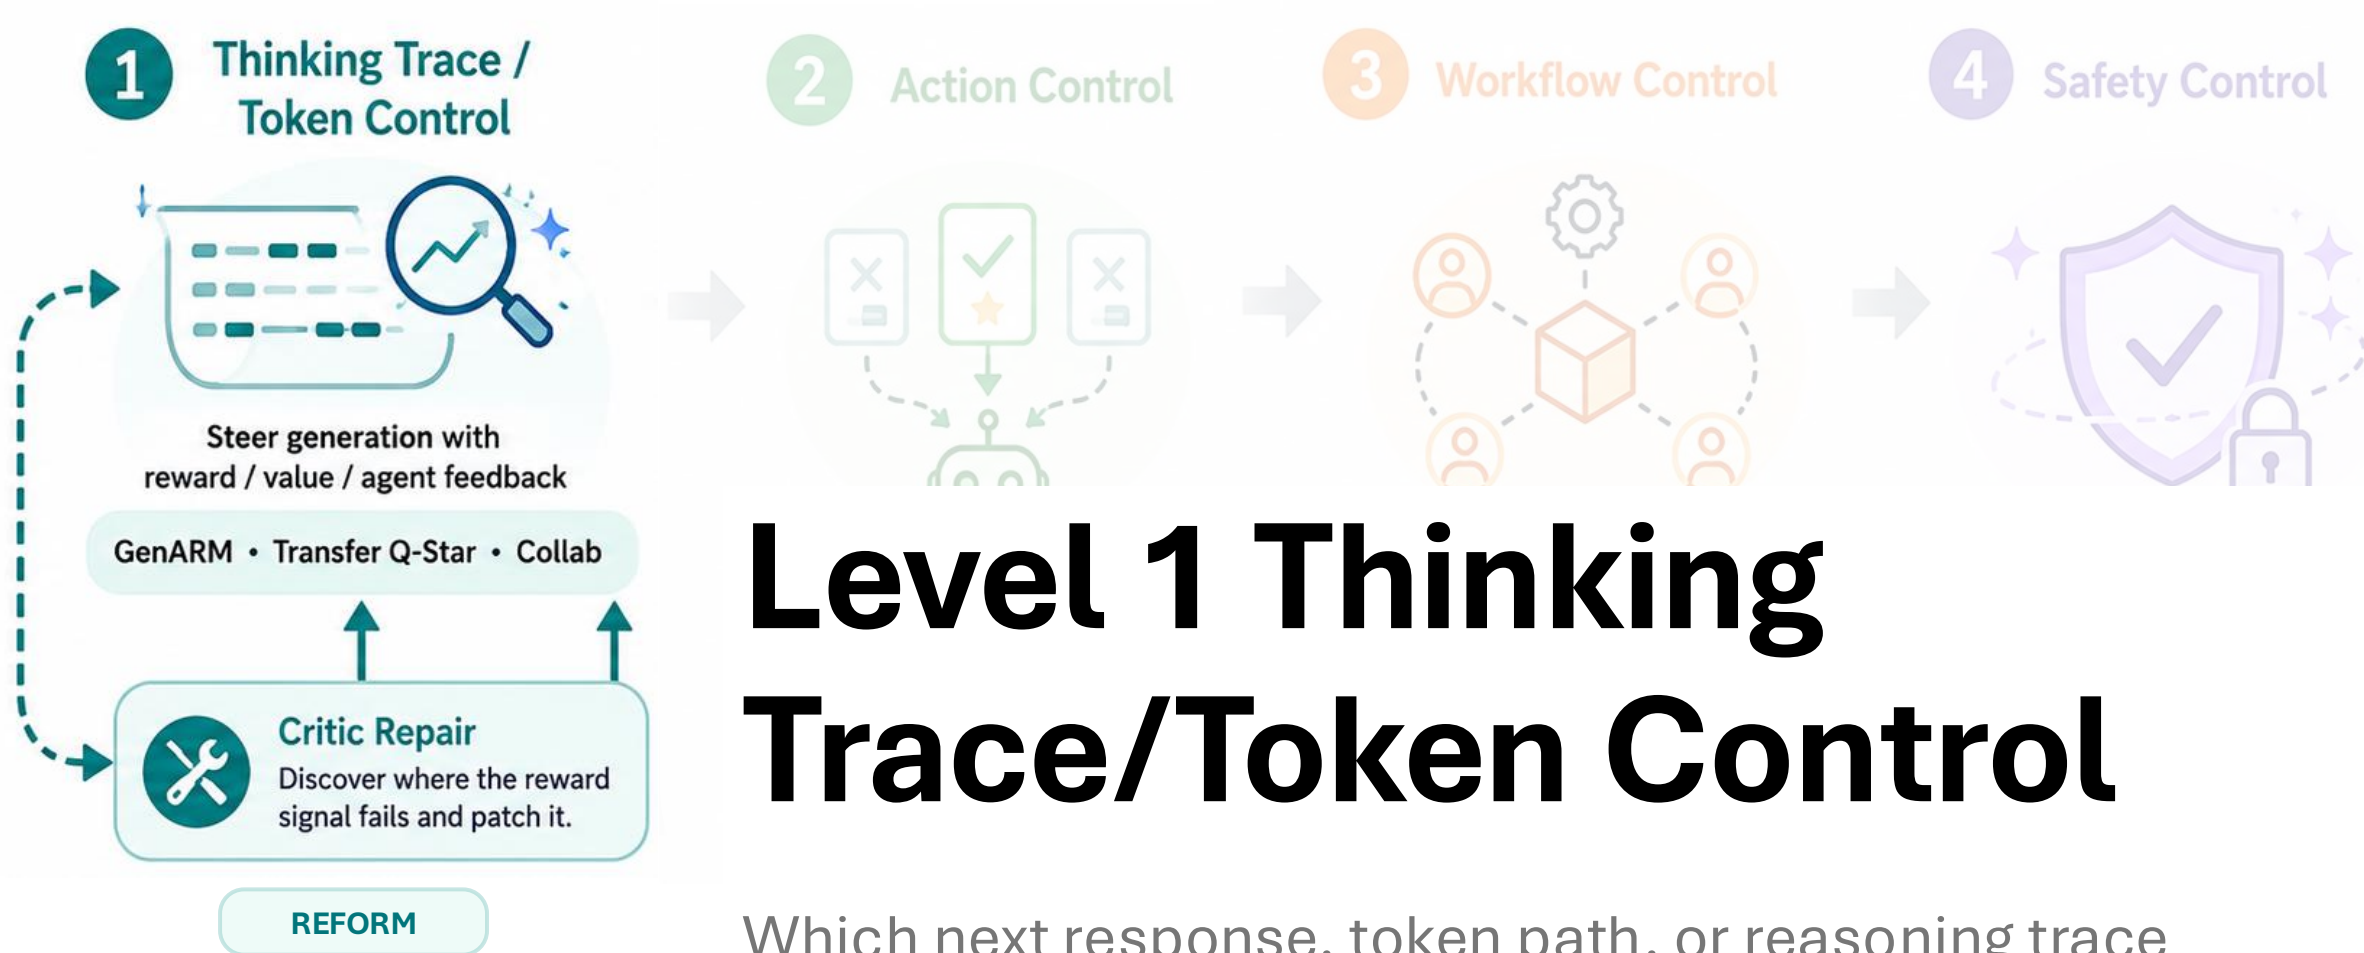 1
Thinking Trace /
Token Control
2
Action Control
3
Workflow Control
4
Safety Control
Steer generation with
reward / value / agent feedback
GenARM • Transfer Q-Star • Collab
Critic Repair
Discover where the reward
signal fails and patch it.
REFORM
Level 1 Thinking
Trace/Token Control
Which next response, token path, or reasoning trace